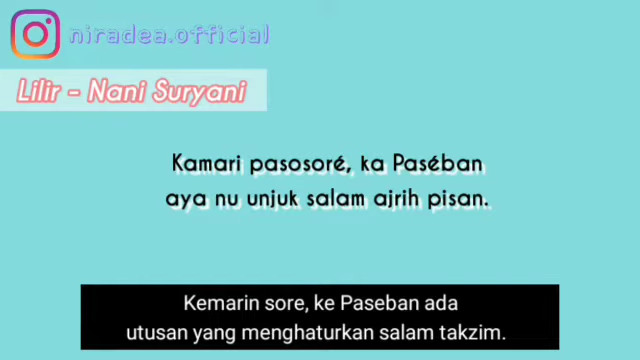 niradea.official
Lilir - Nani Suryani
Kamari pasosoré, ka Paséban
aya nu unjuk salam ajrih pisan.
Kemarin sore, ke Paseban ada
utusan yang menghaturkan salam takzim.